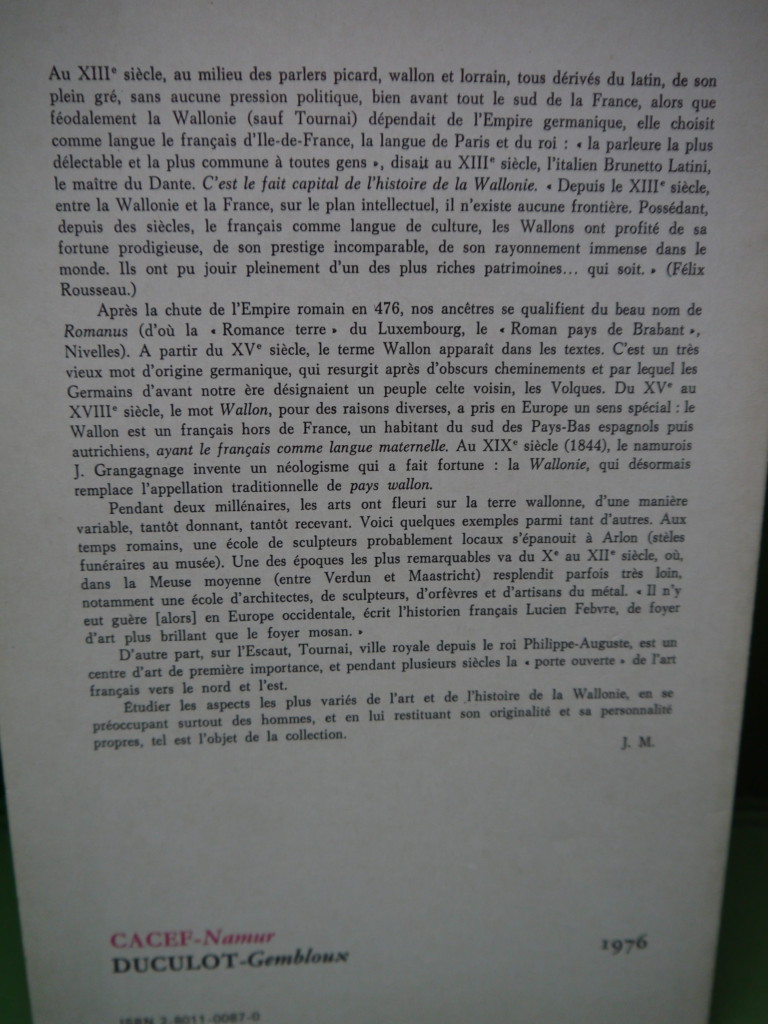 Au XIIIe siècle, au milieu des parlers picard, wallon et lorrain, tous dérivés du latin, de son
plein gré, sans aucune pression politique, bien avant tout le sud de la France, alors que
féodalement la Wallonie (sauf Tournai) dépendait de l'Empire germanique, elle choisit
comme langue le français d'Ile-de-France, la langue de Paris et du roi : « la parleure la plus
délectable et la plus commune à toutes gens », disait au XIIIe siècle, l'italien Brunetto Latini,
le maître du Dante. C'est le fait capital de l'histoire de la Wallonie. « Depuis le XIIIe siècle,
entre la Wallonie et la France, sur le plan intellectuel, il n'existe aucune frontière. Possédant,
depuis des siècles, le français comme langue de culture, les Wallons ont profité de sa
fortune prodigieuse, de son prestige incomparable, de son rayonnement immense dans le
monde. Ils ont pu jouir pleinement d'un des plus riches patrimoines... qui soit. » (Félix
Rousseau.)
Après la chute de l'Empire romain en 476, nos ancêtres se qualifient du beau nom de
Romanus (d'où la « Romance terre » du Luxembourg, le « Roman pays de Brabant »,
Nivelles). A partir du XVe siècle, le terme Wallon apparaît dans les textes. C'est un très
vieux mot d'origine germanique, qui resurgit après d'obscurs cheminements et par lequel les
Germains d'avant notre ère désignaient un peuple celte voisin, les Volques. Du XVe au
XVIIIe siècle, le mot Wallon, pour des raisons diverses, a pris en Europe un sens spécial : le
Wallon est un français hors de France, un habitant du sud des Pays-Bas espagnols puis
autrichiens, ayant le français comme langue maternelle. Au XIXe siècle (1844), le namurois
J. Grangagnage invente un néologisme qui a fait fortune : la Wallonie, qui désormais
remplace l'appellation traditionnelle de pays wallon.
Pendant deux millénaires, les arts ont fleuri sur la terre wallonne, d'une manière
variable, tantôt donnant, tantôt recevant. Voici quelques exemples parmi tant d'autres. Aux
temps romains, une école de sculpteurs probablement locaux s'épanouit à Arlon (stèles
funéraires au musée). Une des époques les plus remarquables va du Xe au XIIe siècle, où,
dans la Meuse moyenne (entre Verdun et Maastricht) resplendit parfois très loin,
notamment une école d'architectes, de sculpteurs, d'orfèvres et d'artisans du métal. « Il n'y
eut guère [alors] en Europe occidentale, écrit l'historien français Lucien Febvre, de foyer
d'art plus brillant que le foyer mosan. »
D'autre part, sur l'Escaut, Tournai, ville royale depuis le roi Philippe-Auguste, est un
centre d'art de première importance, et pendant plusieurs siècles la « porte ouverte » de l'art
français vers le nord et l'est.
Étudier les aspects les plus variés de l'art et de l'histoire de la Wallonie, en se
préoccupant surtout des hommes, et en lui restituant son originalité et sa personnalité
propres, tel est l'objet de la collection.
J. M.
CACEF-Namur
DUCULOT-Gembloux
1976
ISBN 2-8011-0087-0